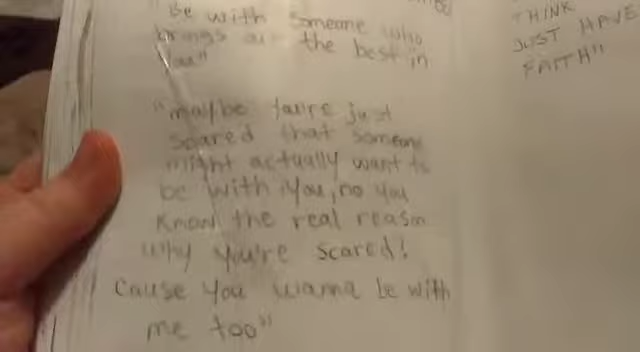 "Be with someone who
brings out the best in
You"
"maybe you're just
scared that someone
might actually want to
be with you, no you
know the real reason
why you're scared!
Cause you wanna be with
me too"
THINK
JUST HAVE
FAITH"